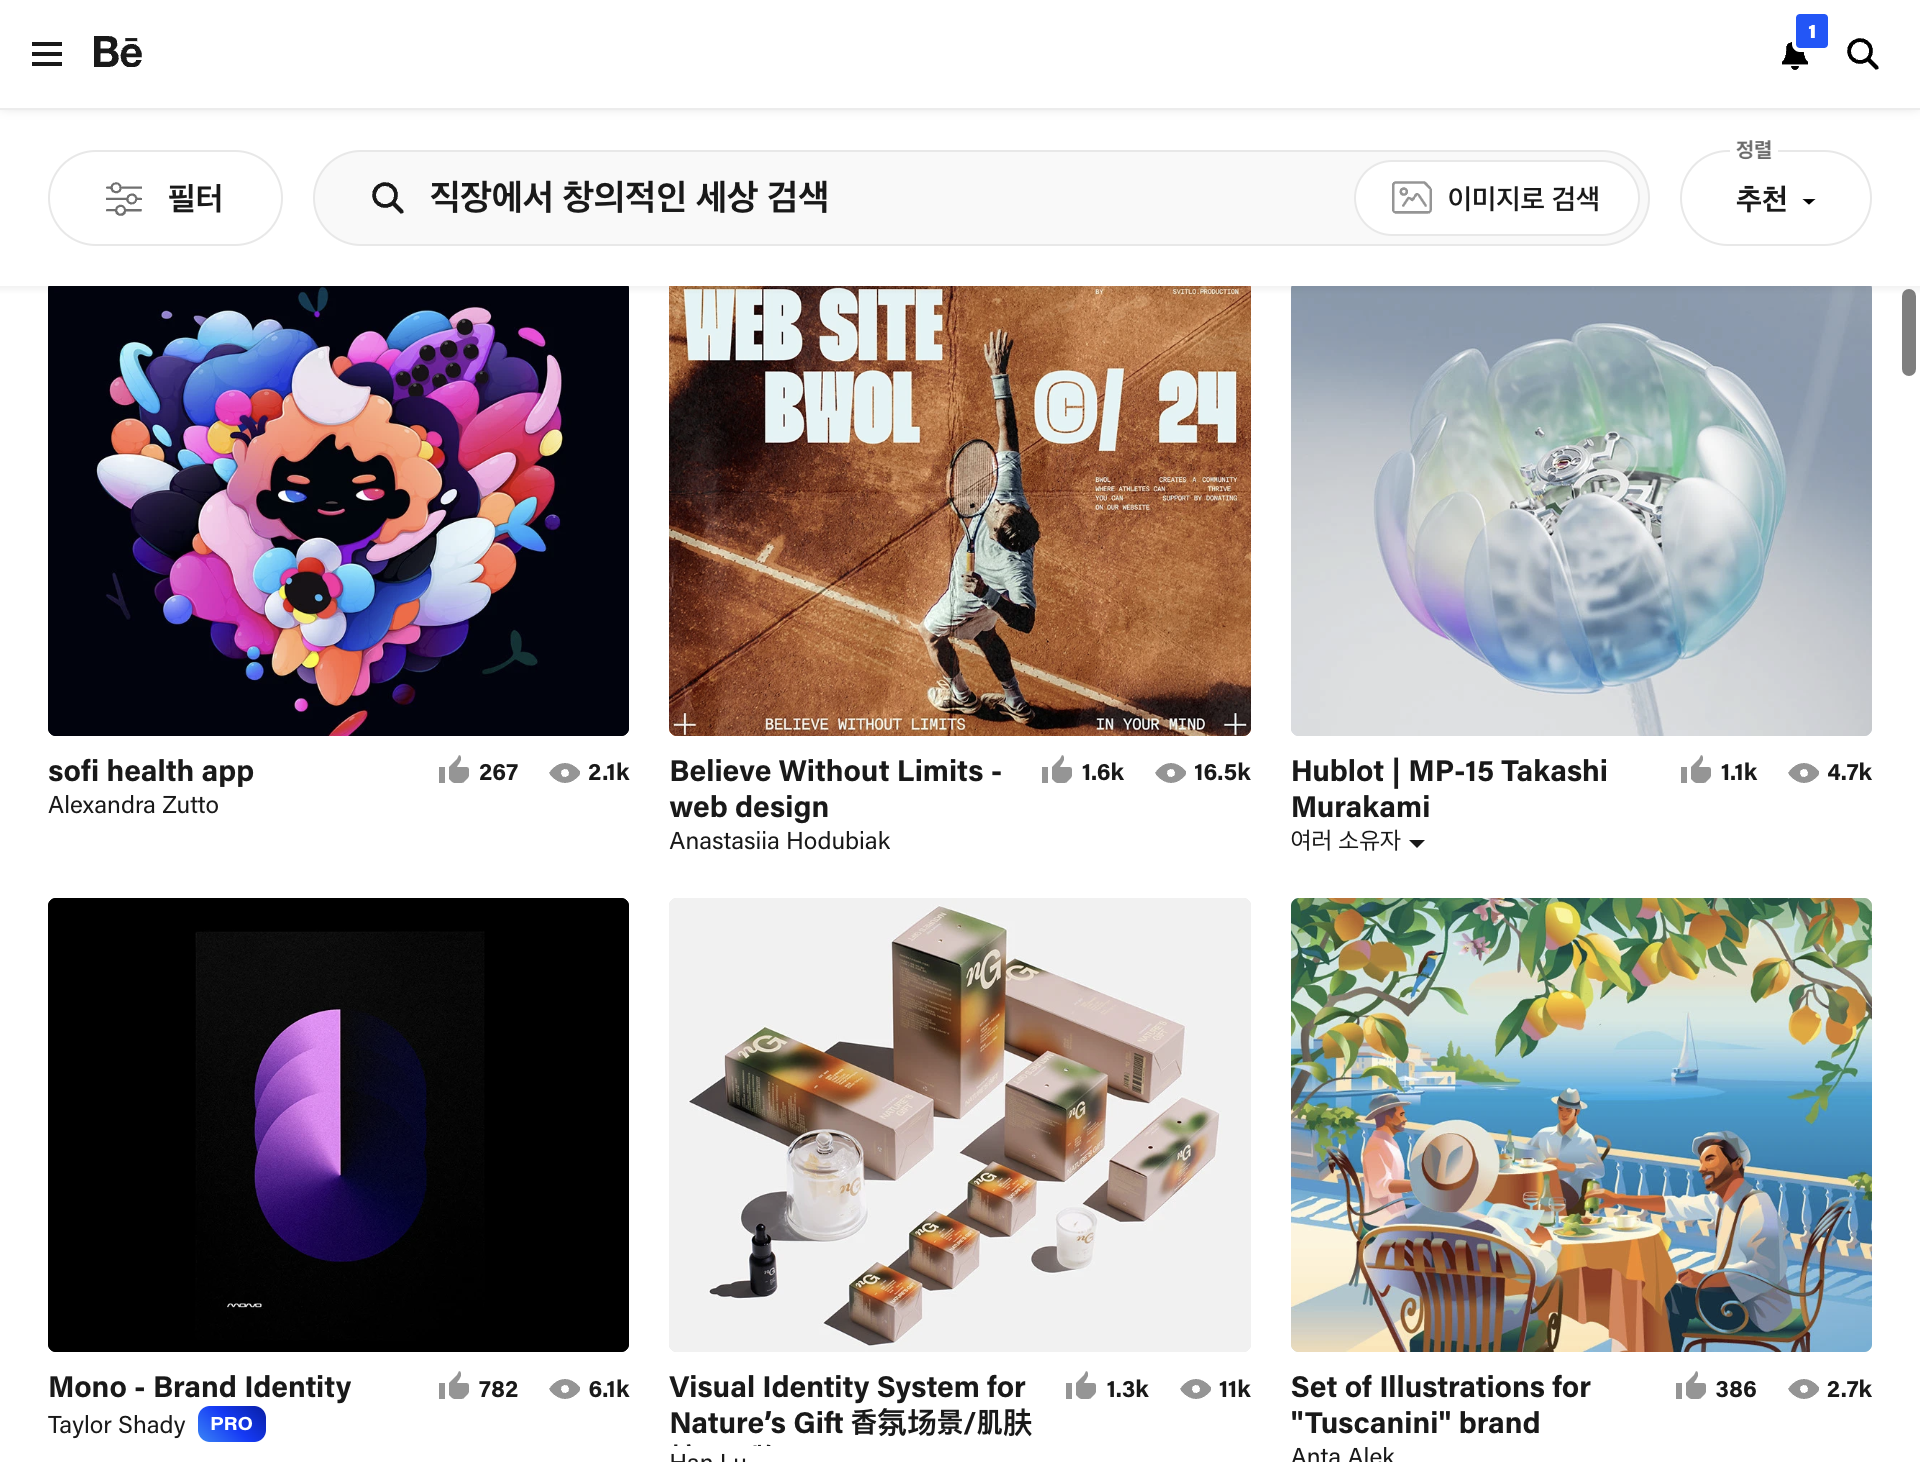 Bē
1
필터
직장에서 창의적인 세상 검색
이미지로 검색
정렬
추천
WEB SITE
BWOL ©/ 24
BY SVITLO.PRODUCTION
BWOL CREATES A COMMUNITY
WHERE ATHLETES CAN THRIVE
YOU CAN SUPPORT BY DONATING
ON OUR WEBSITE
BELIEVE WITHOUT LIMITS IN YOUR MIND
sofi health app 267 2.1k
Alexandra Zutto
Believe Without Limits - 1.6k 16.5k
web design
Anastasiia Hodubiak
Hublot | MP-15 Takashi 1.1k 4.7k
Murakami
여러 소유자
Mono - Brand Identity 782 6.1k
Taylor Shady PRO
Visual Identity System for 1.3k 11k
Nature’s Gift 香氛场景/肌肤
Set of Illustrations for 386 2.7k
"Tuscanini" brand
Anta Alek